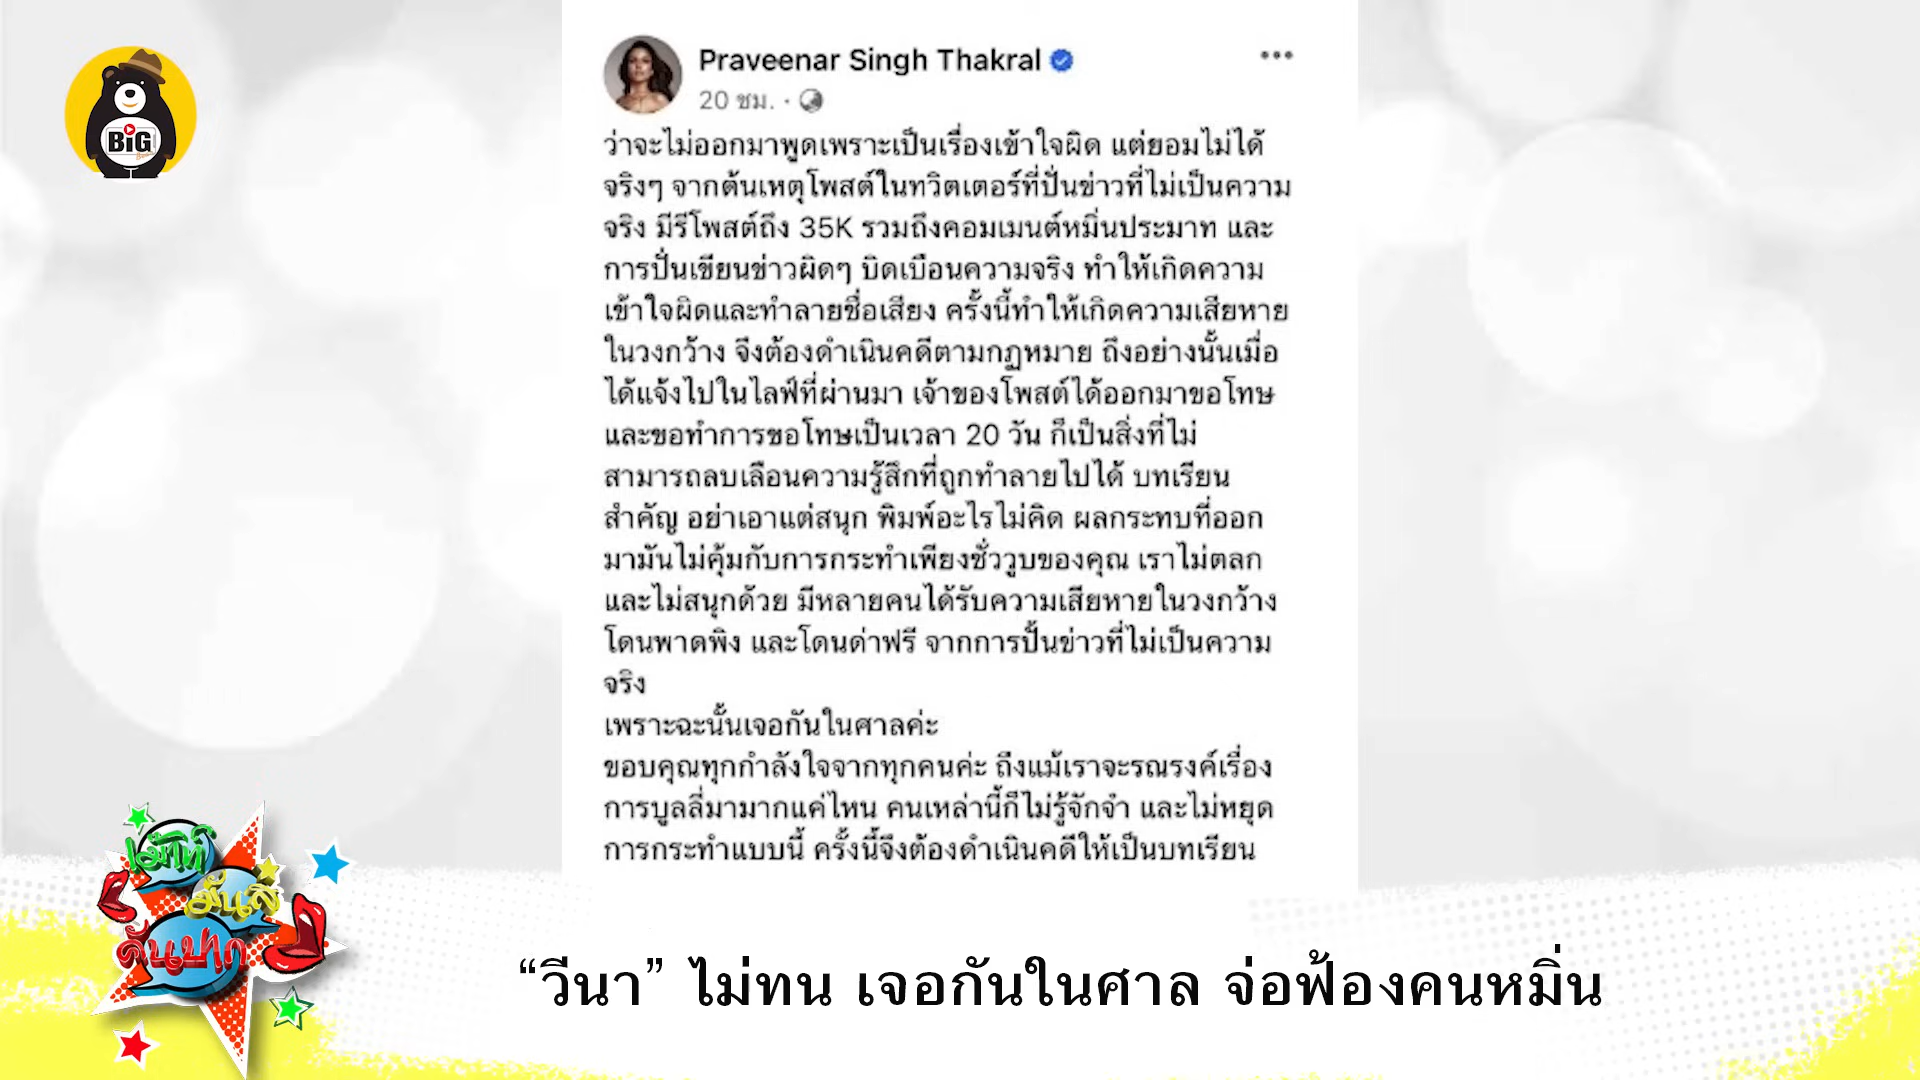 BiG
Praveenar Singh Thakral
20 ชม. ·
ว่าจะไม่ออกมาพูดเพราะเป็นเรื่องเข้าใจผิด แต่ยอมไม่ได้
จริงๆ จากต้นเหตุโพสต์ในทวิตเตอร์ที่ปั่นข่าวที่ไม่เป็นความ
จริง มีรีโพสต์ถึง 35K รวมถึงคอมเมนต์หมิ่นประมาท และ
การปั่นเขียนข่าวผิดๆ บิดเบือนความจริง ทำให้เกิดความ
เข้าใจผิดและทำลายชื่อเสียง ครั้งนี้ทำให้เกิดความเสียหาย
ในวงกว้าง จึงต้องดำเนินคดีตามกฎหมาย ถึงอย่างนั้นเมื่อ
ได้แจ้งไปในไลฟ์ที่ผ่านมา เจ้าของโพสต์ได้ออกมาขอโทษ
และขอทำการขอโทษเป็นเวลา 20 วัน ก็เป็นสิ่งที่ไม่
สามารถลบเลือนความรู้สึกที่ถูกทำลายไปได้ บทเรียน
สำคัญ อย่าเอาแต่สนุก พิมพ์อะไรไม่คิด ผลกระทบที่ออก
มามันไม่คุ้มกับการกระทำเพียงชั่ววูบของคุณ เราไม่ตลก
และไม่สนุกด้วย มีหลายคนได้รับความเสียหายในวงกว้าง
โดนพาดพิง และโดนด่าฟรี จากการปั้นข่าวที่ไม่เป็นความ
จริง
เพราะฉะนั้นเจอกันในศาลค่ะ
ขอบคุณทุกกำลังใจจากทุกคนค่ะ ถึงแม้เราจะรณรงค์เรื่อง
การบูลลี่มามากแค่ไหน คนเหล่านี้ก็ไม่รู้จักจำ และไม่หยุด
การกระทำแบบนี้ ครั้งนี้จึงต้องดำเนินคดีให้เป็นบทเรียน
เม้าท์
มันส์
คันปาก
“วีนา” ไม่ทน เจอกันในศาล จ่อฟ้องคนหมิ่น